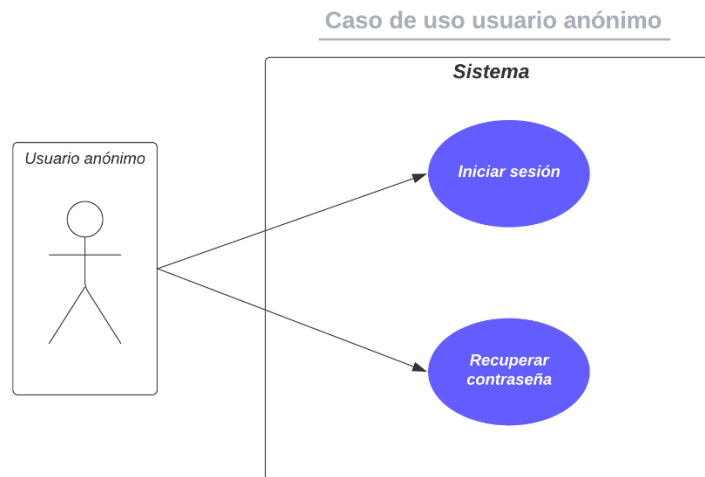 Caso de uso usuario anónimo
Sistema
Usuario anónimo
Iniciar sesión
Recuperar
contraseña